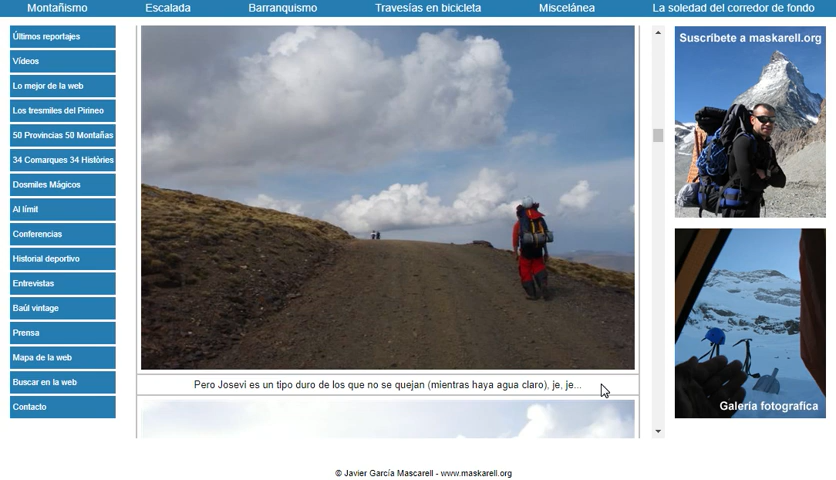 Montañismo
Escalada
Barranquismo
Travesías en bicicleta
Miscelánea
La soledad del corredor de fondo
Últimos reportajes
Vídeos
Lo mejor de la web
Los tresmiles del Pirineo
50 Provincias 50 Montañas
34 Comarques 34 Històries
Dosmiles Mágicos
Al límit
Conferencias
Historial deportivo
Entrevistas
Baúl vintage
Prensa
Mapa de la web
Buscar en la web
Contacto
Pero Josevi es un tipo duro de los que no se quejan (mientras haya agua claro), je, je...
Suscríbete a maskarell.org
Galería fotografíca
© Javier García Mascarell - www.maskarell.org